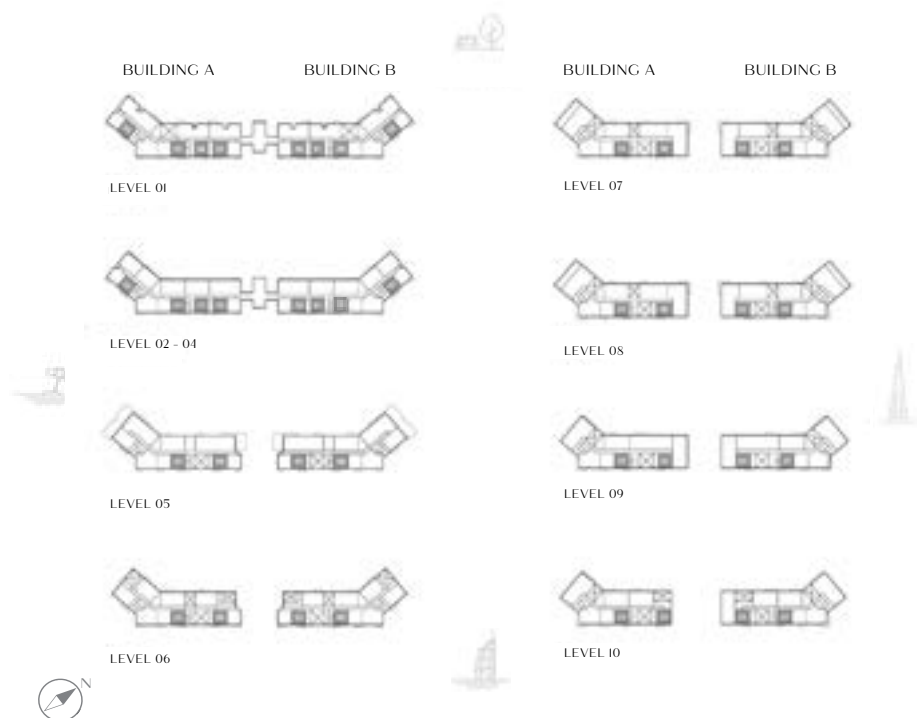 BUILDING A
BUILDING B
LEVEL 01
LEVEL 02 - 04
LEVEL 05
LEVEL 06
BUILDING A
BUILDING B
LEVEL 07
LEVEL 08
LEVEL 09
LEVEL 10
N